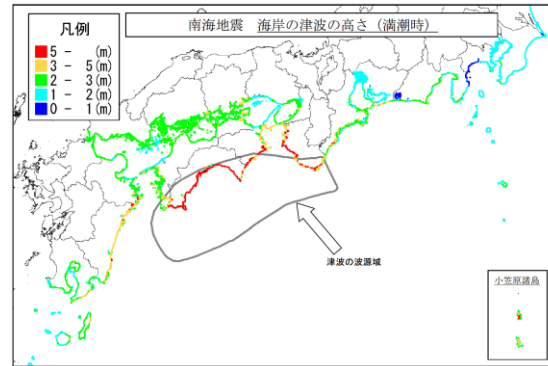 南海地震 海岸の津波の高さ（満潮時）
凡例
5 - (m)
3 - 5(m)
2 - 3(m)
1 - 2(m)
0 - 1(m)
津波の波源域
小笠原諸島